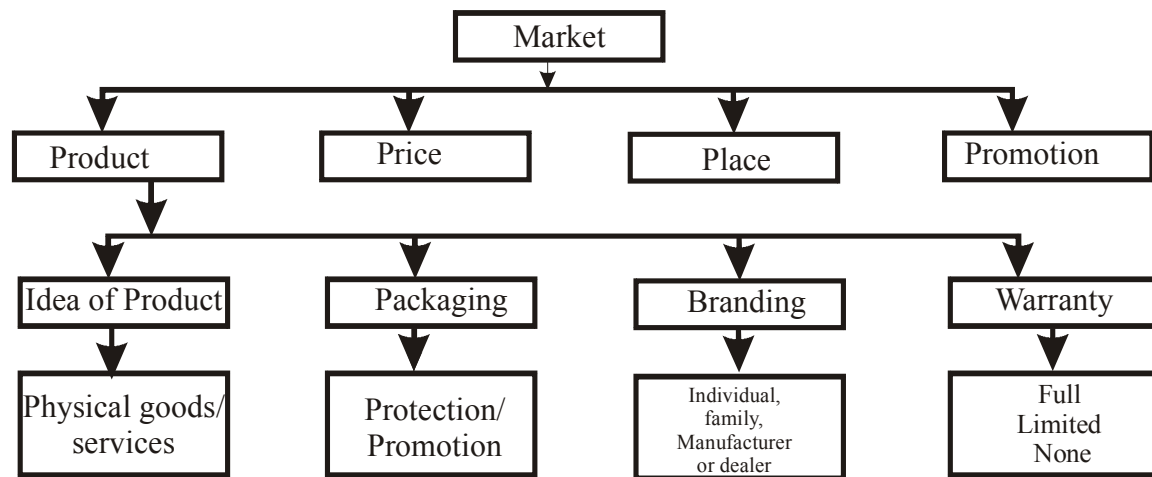 Market
Product
Price
Place
Promotion
Idea of Product
Packaging
Branding
Warranty
Physical goods/
services
Protection/
Promotion
Individual,
family,
Manufacturer
or dealer
Full
Limited
None